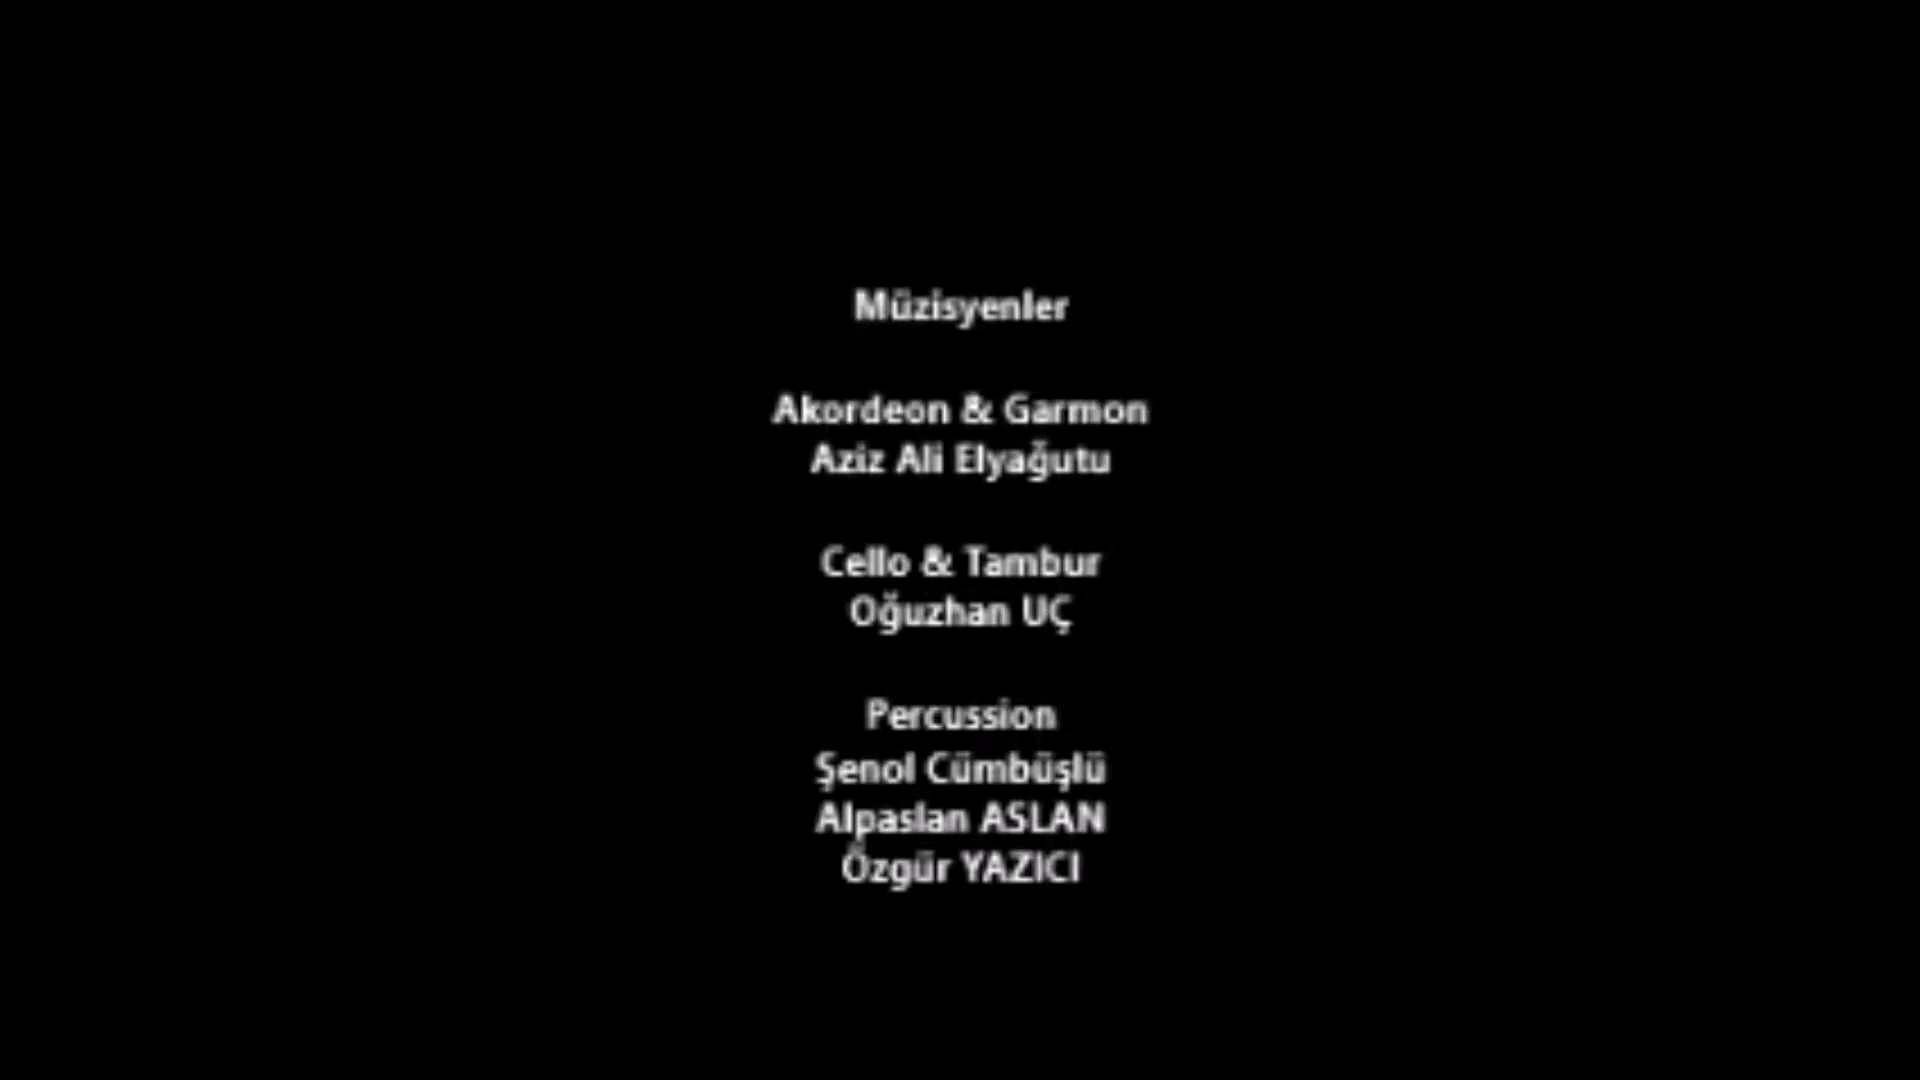 Müzisyenler
Akordeon & Garmon
Aziz Ali Elyağutu
Cello & Tambur
Oğuzhan UÇ
Percussion
Şenol Cümbüşlü
Alpaslan ASLAN
Özgür YAZICI